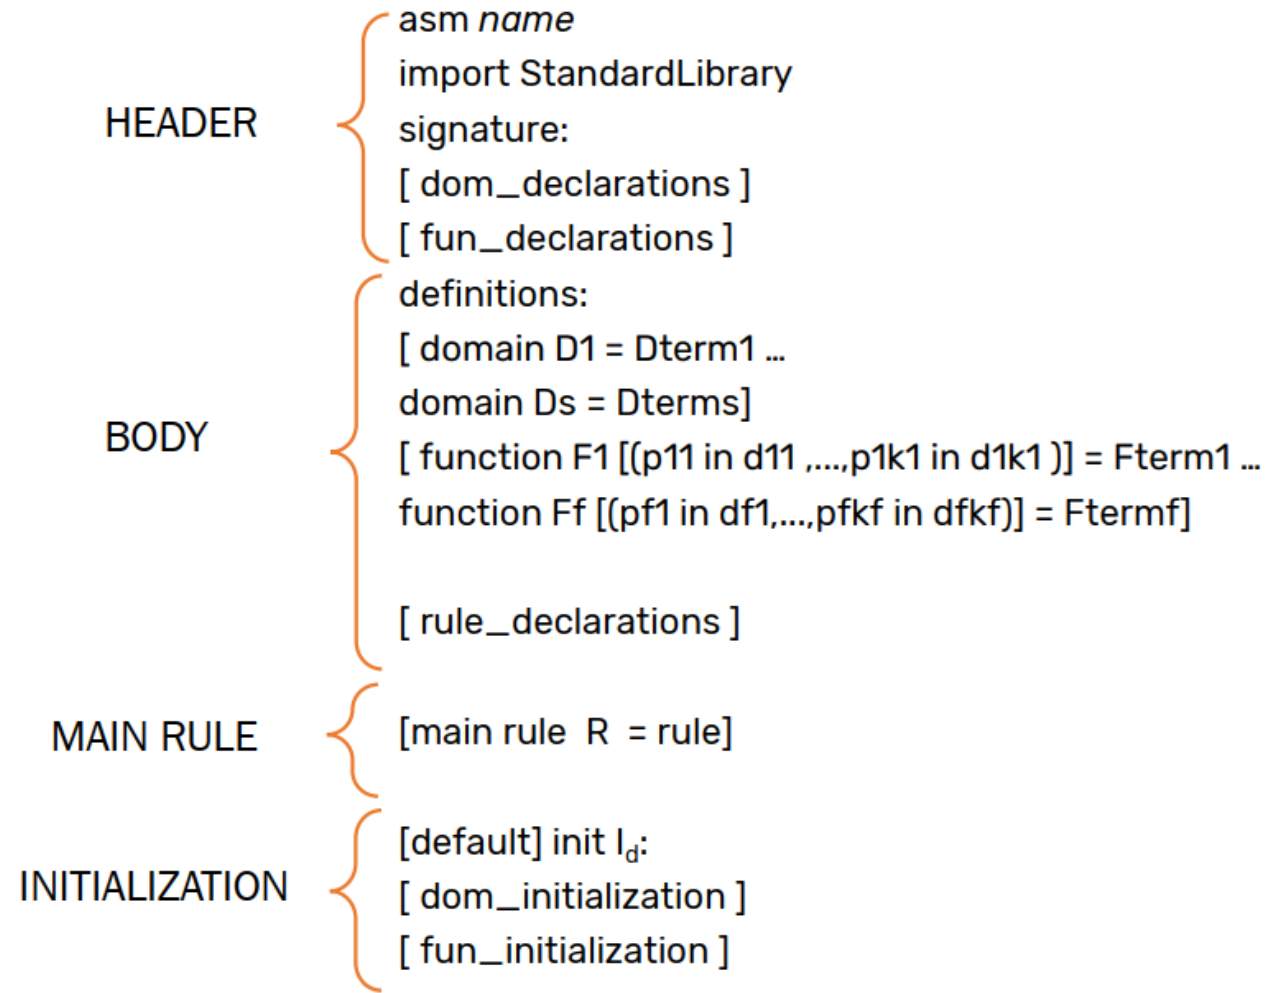 HEADER
asm name
import StandardLibrary
signature:
[ dom_declarations ]
[ fun_declarations ]
BODY
definitions:
[ domain D1 = Dterm1 ...
domain Ds = Dterms]
[ function F1 [(p11 in d11 ,...,p1k1 in d1k1 )] = Fterm1 ...
function Ff [(pf1 in df1,...,pfkf in dfkf)] = Ftermf]
[ rule_declarations ]
MAIN RULE
[main rule  R  = rule]
INITIALIZATION
[default] init Id:
[ dom_initialization ]
[ fun_initialization ]